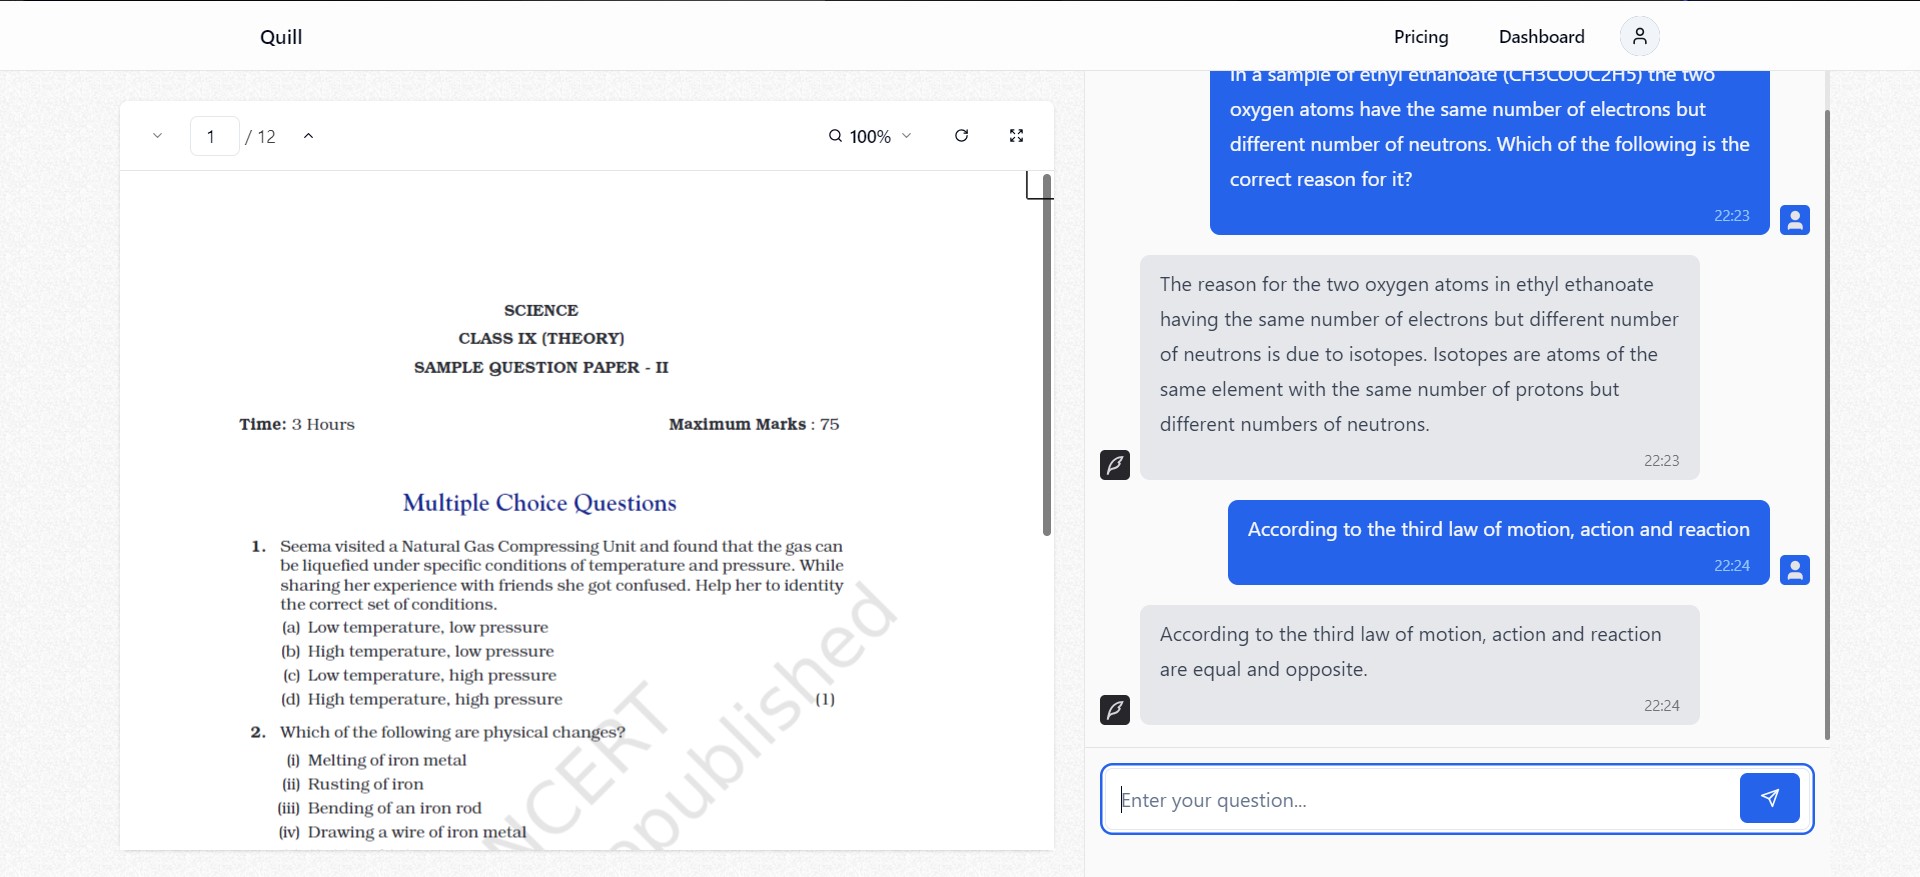 Quill
Pricing
Dashboard
1 / 12
100%
SCIENCE
CLASS IX (THEORY)
SAMPLE QUESTION PAPER - II
Time: 3 Hours
Maximum Marks : 75
Multiple Choice Questions
1. Seema visited a Natural Gas Compressing Unit and found that the gas can
be liquefied under specific conditions of temperature and pressure. While
sharing her experience with friends she got confused. Help her to identity
the correct set of conditions.
(a) Low temperature, low pressure
(b) High temperature, low pressure
(c) Low temperature, high pressure
(d) High temperature, high pressure (1)
2. Which of the following are physical changes?
(i) Melting of iron metal
(ii) Rusting of iron
(iii) Bending of an iron rod
(iv) Drawing a wire of iron metal
NCERT
republished
In a sample of ethyl ethanoate (CH3COOC2H5) the two
oxygen atoms have the same number of electrons but
different number of neutrons. Which of the following is the
correct reason for it?
22:23
The reason for the two oxygen atoms in ethyl ethanoate
having the same number of electrons but different number
of neutrons is due to isotopes. Isotopes are atoms of the
same element with the same number of protons but
different numbers of neutrons.
22:23
According to the third law of motion, action and reaction
22:24
According to the third law of motion, action and reaction
are equal and opposite.
22:24
Enter your question...